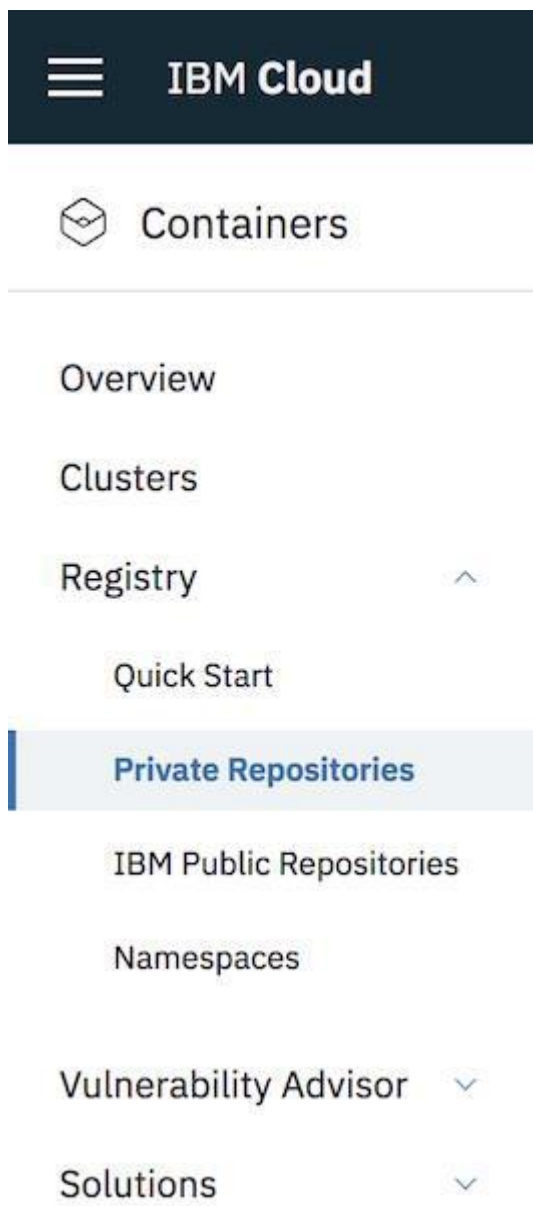 IBM Cloud
Containers
Overview
Clusters
Registry
Quick Start
Private Repositories
IBM Public Repositories
Namespaces
Vulnerability Advisor
Solutions